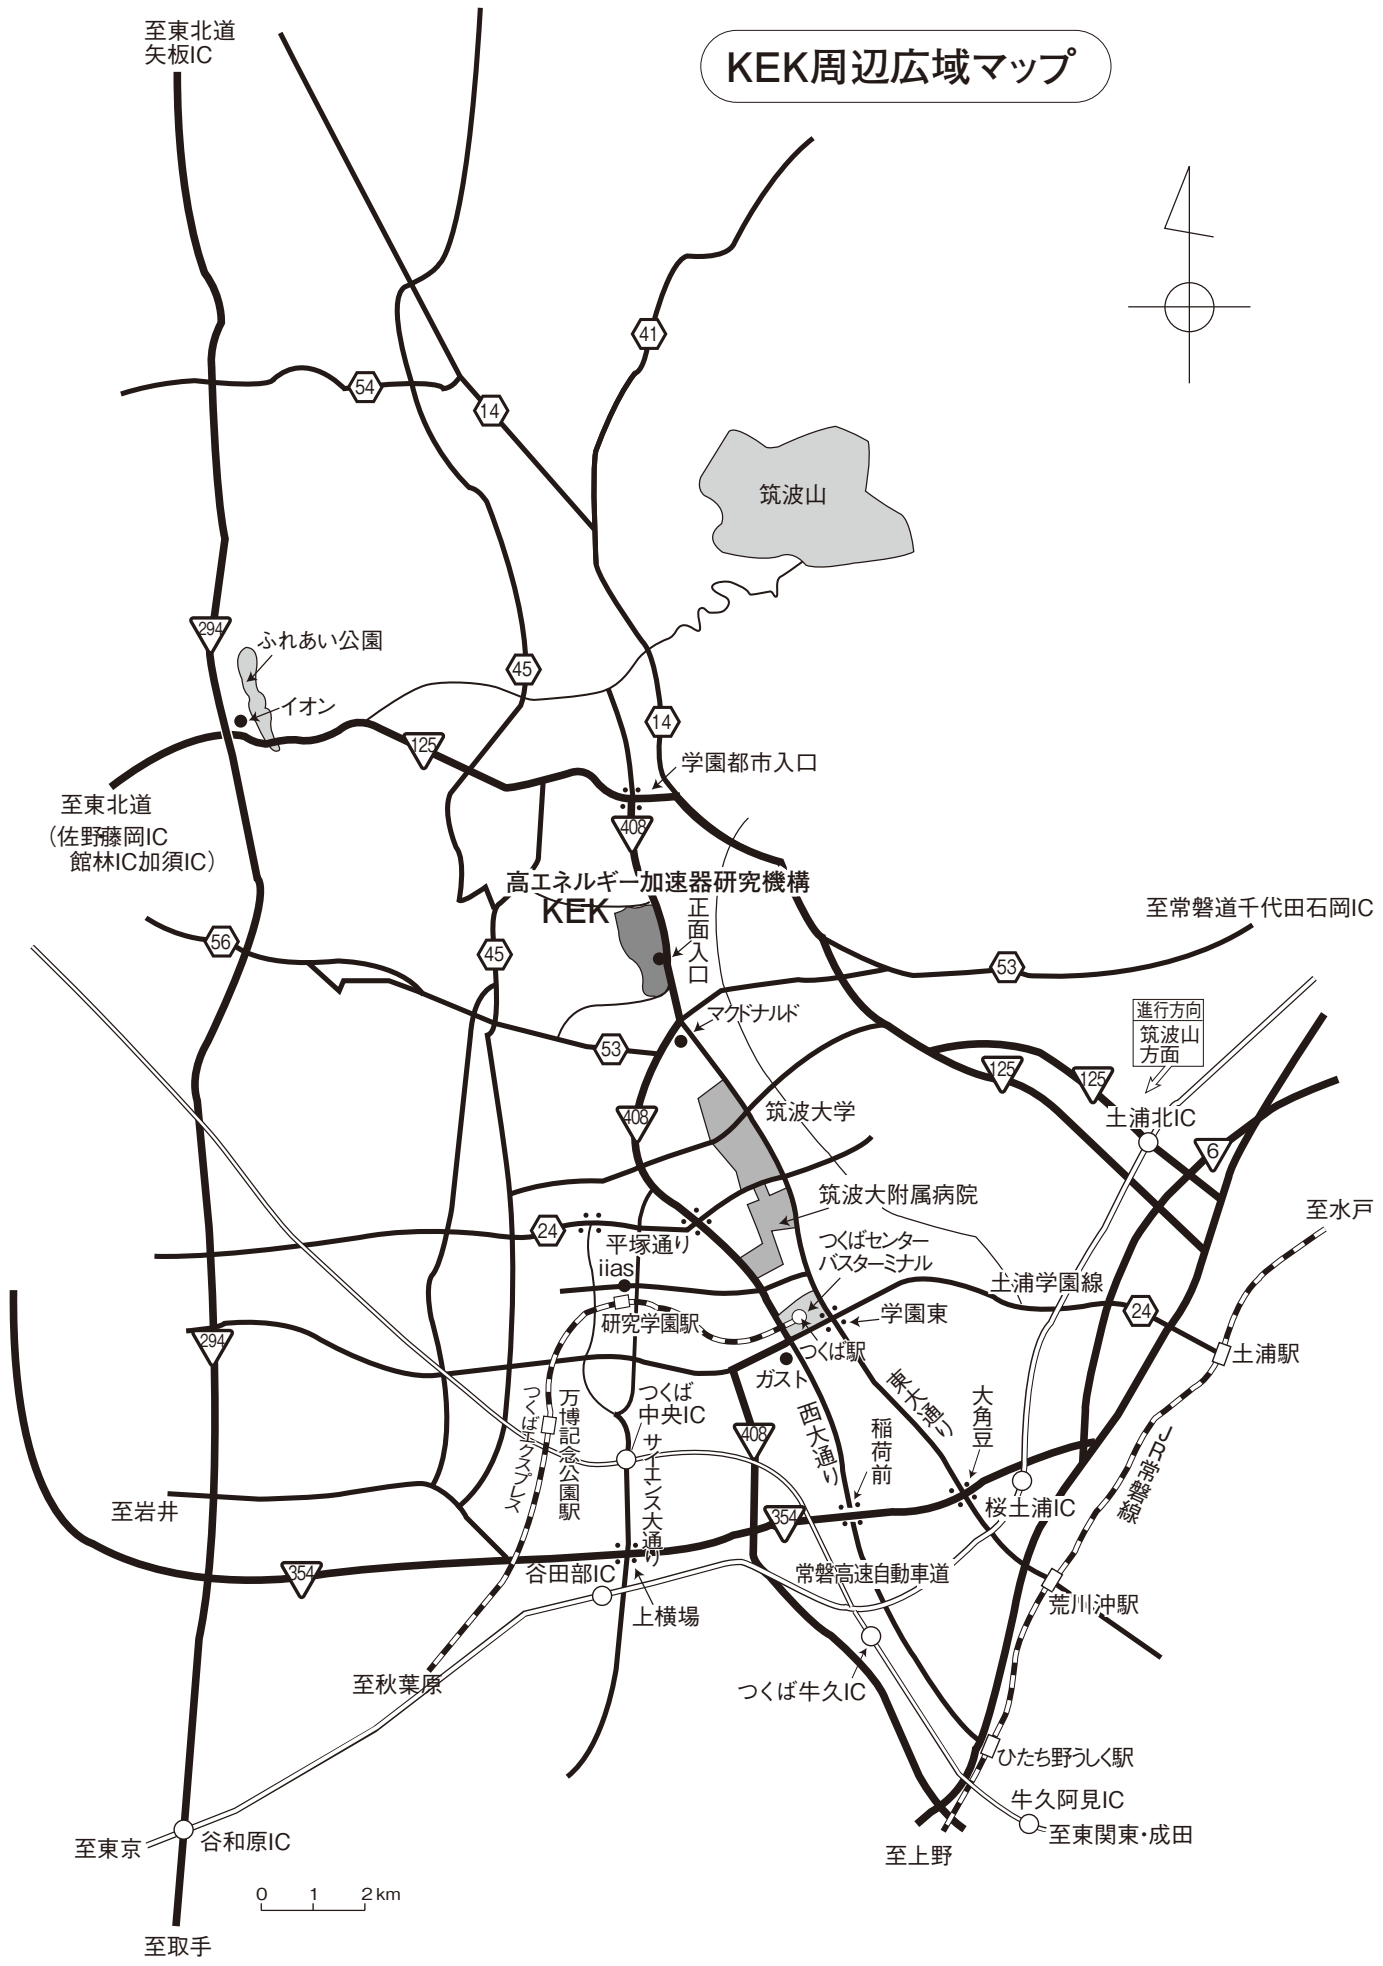 至東北道
矢板IC
KEK周辺広域マップ
41
54
14
筑波山
294
ふれあい公園
45
イオン
14
125
学園都市入口
至東北道
(佐野藤岡IC
館林IC加須IC)
408
高エネルギー加速器研究機構
KEK
正面入口
至常磐道千代田石岡IC
56
45
53
進行方向
筑波山
方面
マクドナルド
53
125
125
408
筑波大学
土浦北IC
6
筑波大附属病院
至水戸
24
平塚通り
つくばセンター
バスターミナル
iias
土浦学園線
24
研究学園駅
学園東
294
つくば駅
土浦駅
ガスト
つくばエクスプレス
万博記念公園駅
つくば
中央IC
サイエンス大通り
408
西大通り
稲荷前
東大通り
大角豆
JR常磐線
至岩井
354
桜土浦IC
354
谷田部IC
常磐高速自動車道
上横場
荒川沖駅
至秋葉原
つくば牛久IC
ひたち野うしく駅
牛久阿見IC
至東京
谷和原IC
至東関東・成田
至上野
0 1 2km
至取手